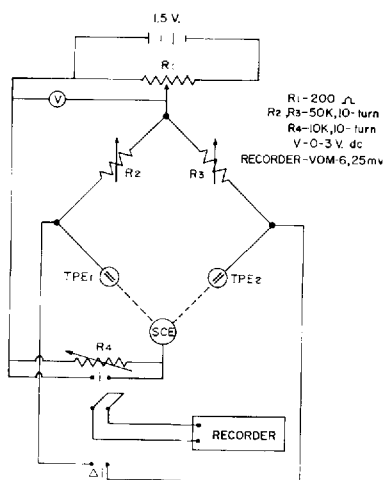 1.5 V.
R1
V
R1-200 Ω
R2,R3-50K,10-turn
R4-10K,10-turn
V-0-3 V. dc
RECORDER-VOM-6,25mv
R2
R3
TPE1
TPE2
SCE
R4
i
RECORDER
Δi